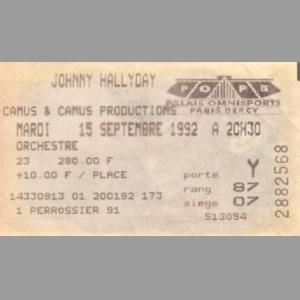 JOHNNY HALLYDAY
POPB
PALAIS OMNISPORTS
PARIS BERCY
CAMUS & CAMUS PRODUCTIONS
MARDI 15 SEPTEMBRE 1992 A 20H30
ORCHESTRE
23 280.00 F
+10.00 F / PLACE
14330913 01 200192 173
1 PERROSSIER 91
porte Y
rang 87
siege 07
S13054
2882568